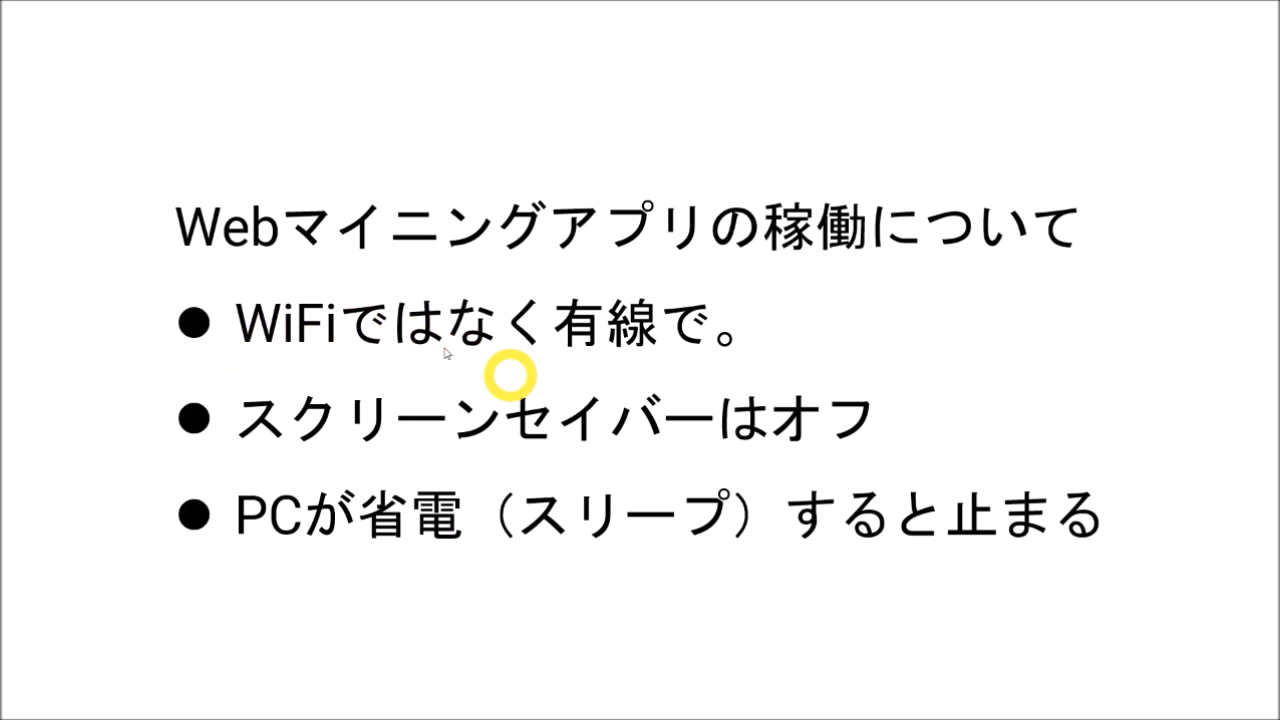 Webマイニングアプリの稼働について
● WiFiではなく有線で。
● スクリーンセイバーはオフ
● PCが省電（スリープ）すると止まる